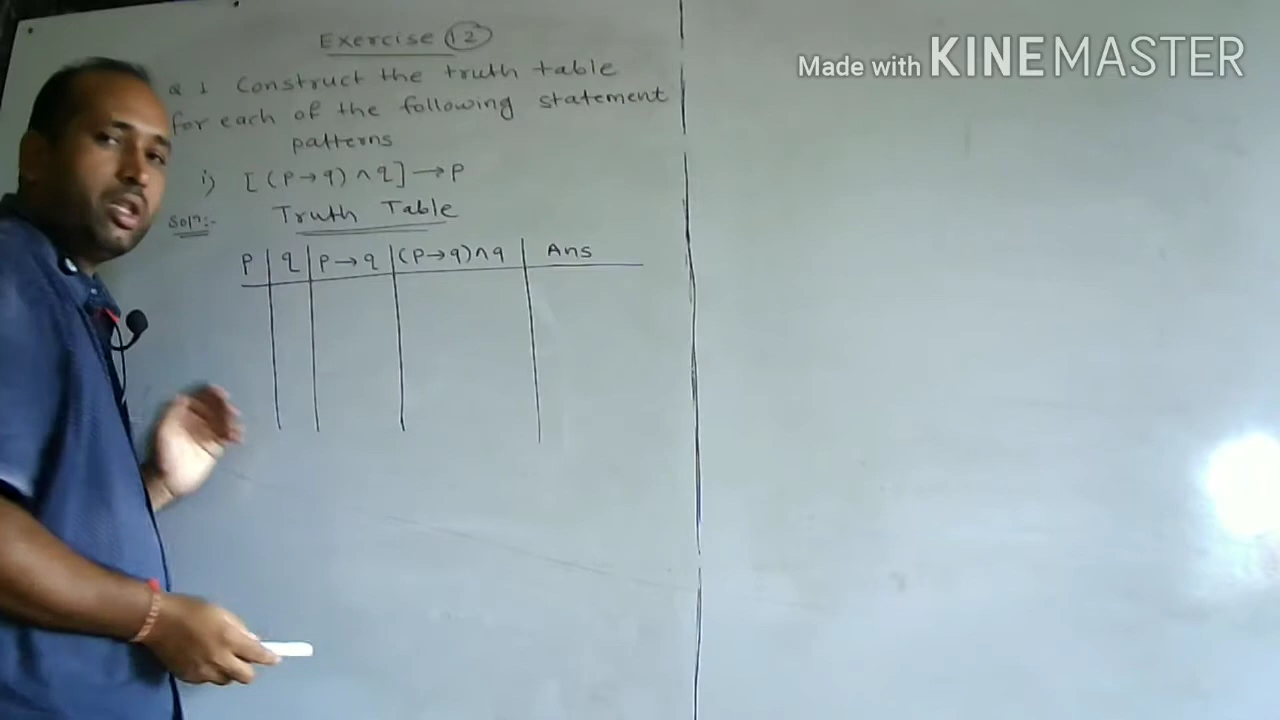 Made with KINEMASTER
Exercise 12
Q 1 Construct the truth table
for each of the following statement
patterns
i) [(P→q) ∧ q] → P
Solⁿ:- Truth Table
P q P→q (P→q)∧q Ans